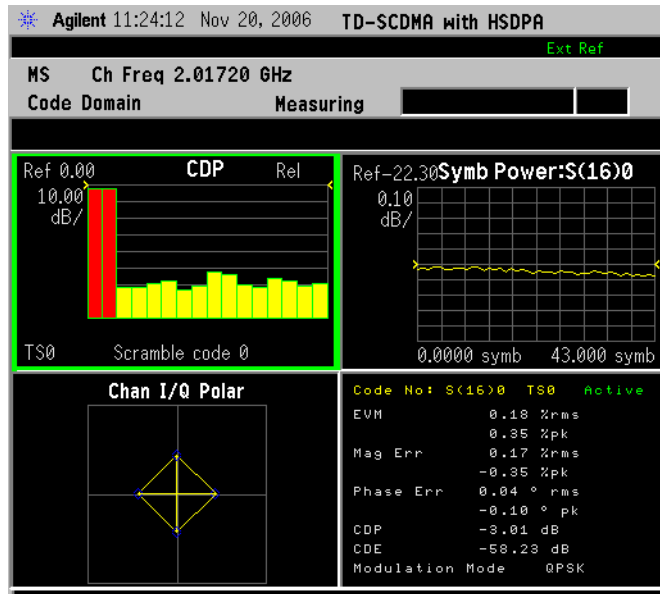 Agilent 11:24:12 Nov 20, 2006 TD-SCDMA with HSDPA
Ext Ref
MS Ch Freq 2.01720 GHz
Code Domain Measuring
Ref 0.00 CDP Rel
10.00
dB/
TS0 Scramble code 0
Ref-22.30 Symb Power:S(16)0
0.10
dB/
0.0000 symb 43.000 symb
Chan I/Q Polar
Code No: S(16)0 TS0 Active
EVM 0.18 %rms
0.35 %pk
Mag Err 0.17 %rms
-0.35 %pk
Phase Err 0.04 ° rms
-0.10 ° pk
CDP -3.01 dB
CDE -58.23 dB
Modulation Mode QPSK